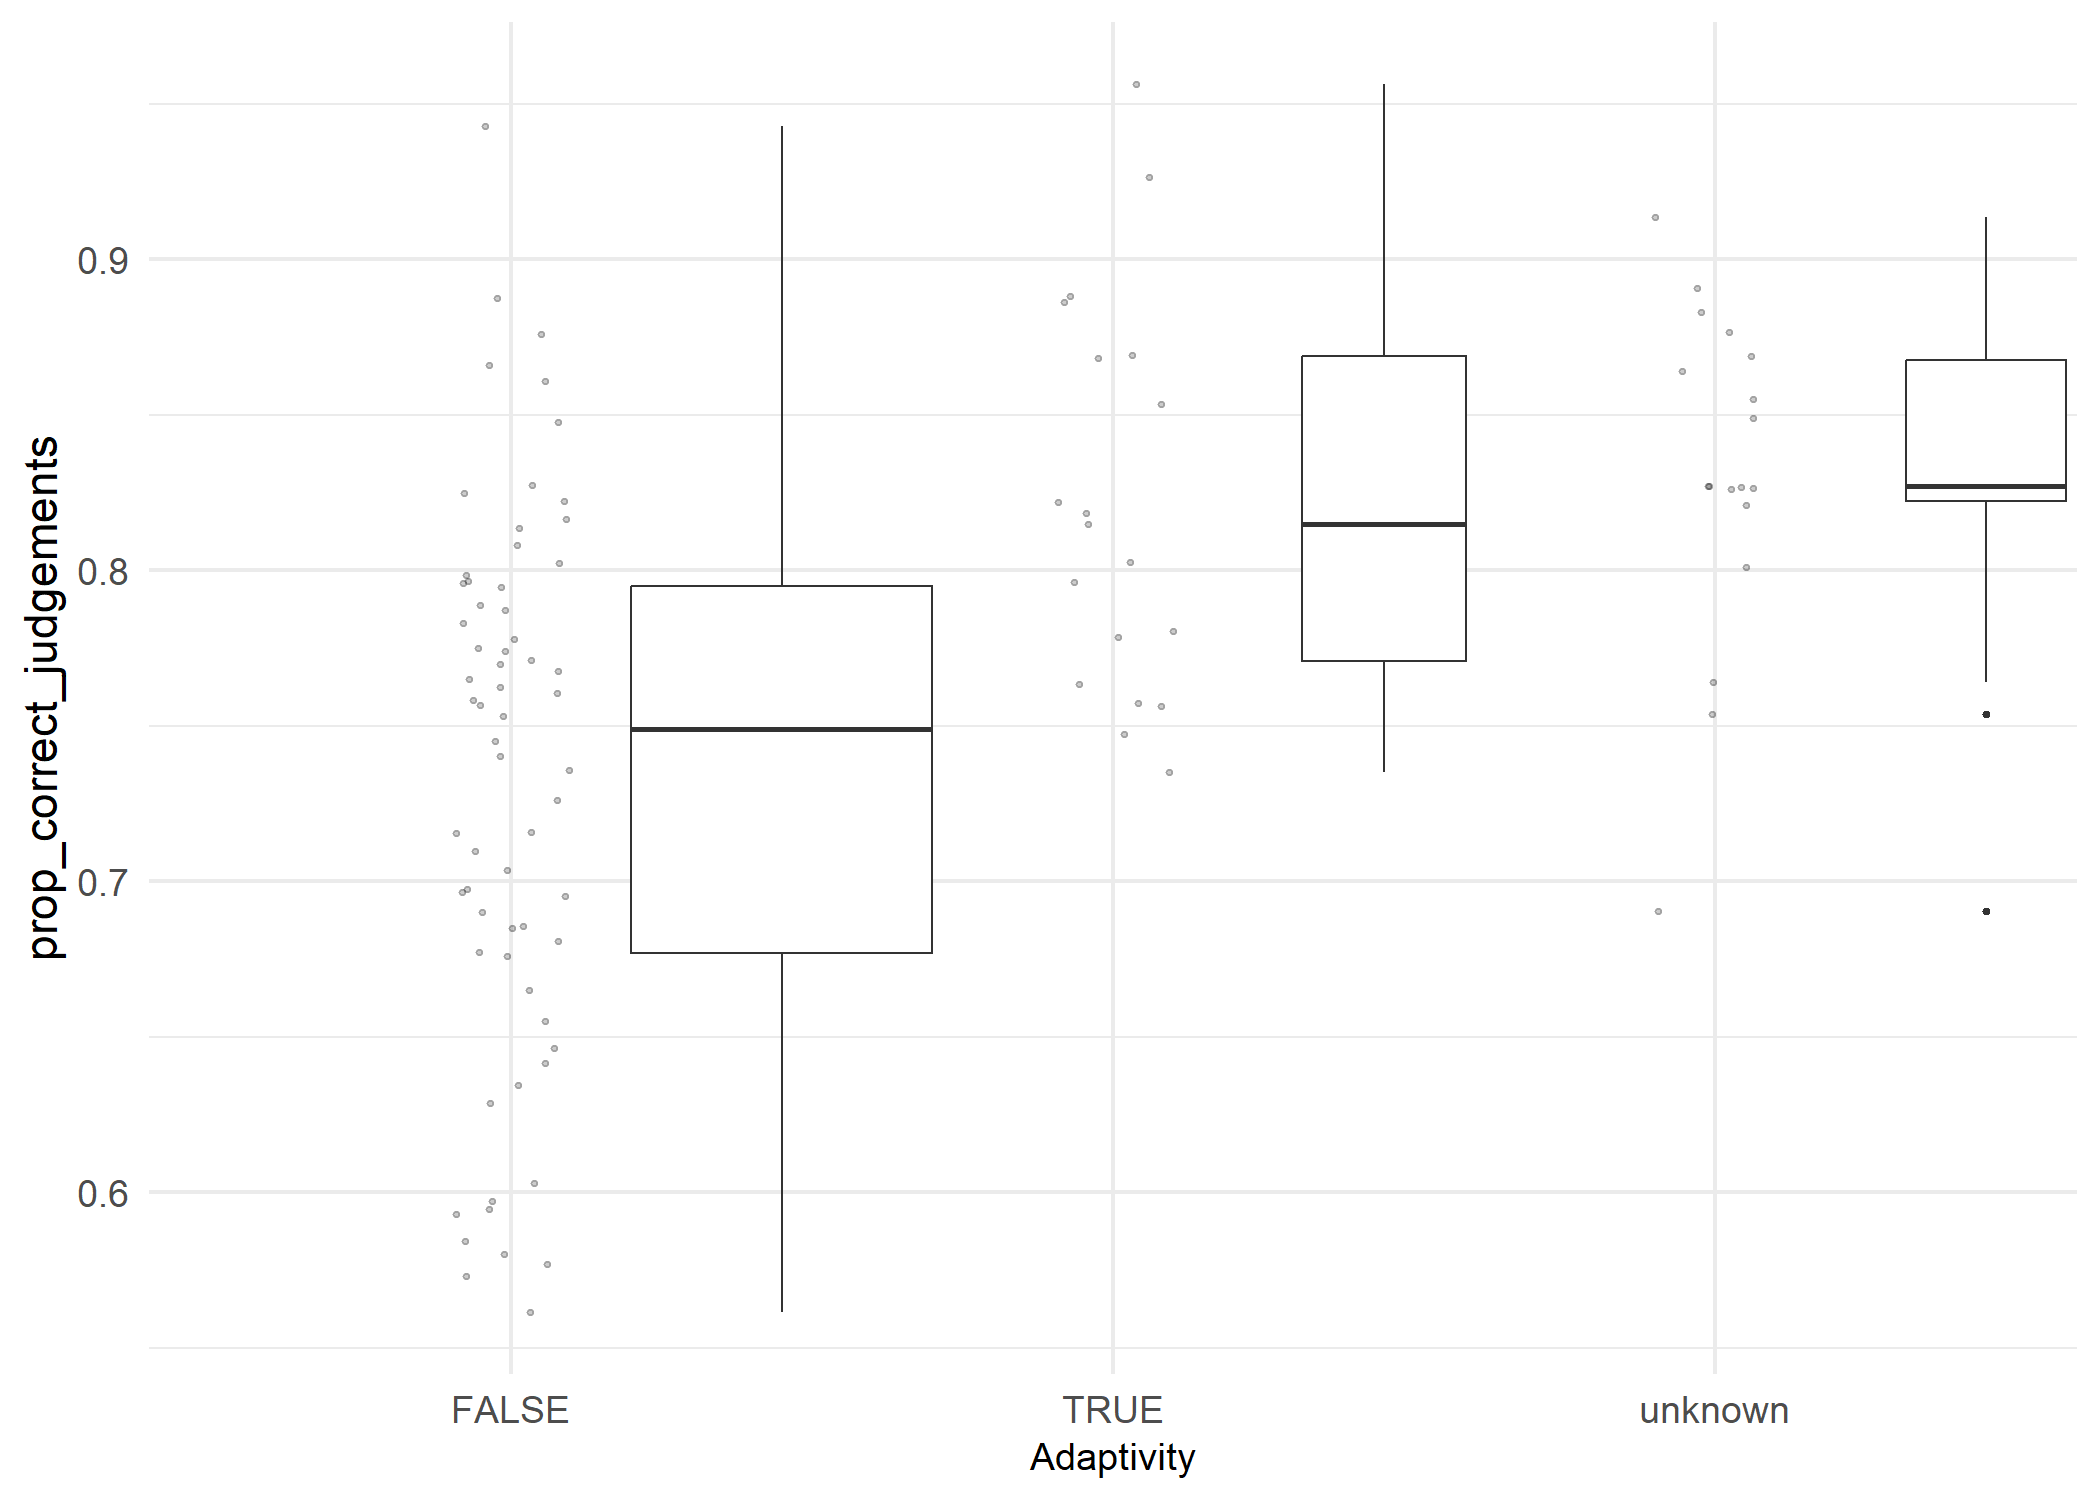 prop_correct_judgements
0.9
0.8
0.7
0.6
FALSE
TRUE
unknown
Adaptivity